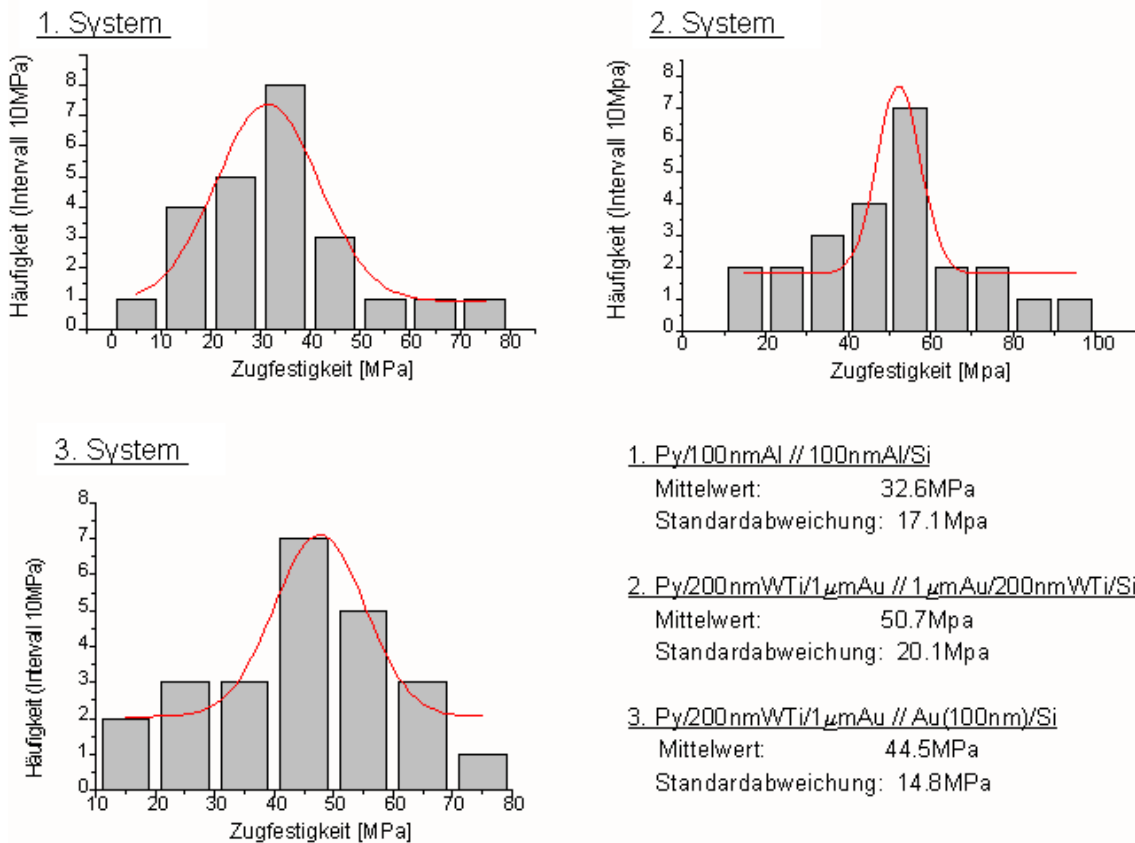 1. System
Häufigkeit (Intervall 10MPa)
8
7
6
5
4
3
2
1
0
0 10 20 30 40 50 60 70 80
Zugfestigkeit [MPa]
2. System
Häufigkeit (Intervall 10Mpa)
8
7
6
5
4
3
2
1
0
0 20 40 60 80 100
Zugfestigkeit [Mpa]
3. System
Häufigkeit (Intervall 10MPa)
8
7
6
5
4
3
2
1
0
10 20 30 40 50 60 70 80
Zugfestigkeit [MPa]
1. Py/100nmAl // 100nmAl/Si
Mittelwert: 32.6MPa
Standardabweichung: 17.1Mpa
2. Py/200nmWTi/1µmAu // 1µmAu/200nmWTi/Si
Mittelwert: 50.7MPa
Standardabweichung: 20.1Mpa
3. Py/200nmWTi/1µmAu // Au(100nm)/Si
Mittelwert: 44.5MPa
Standardabweichung: 14.8MPa